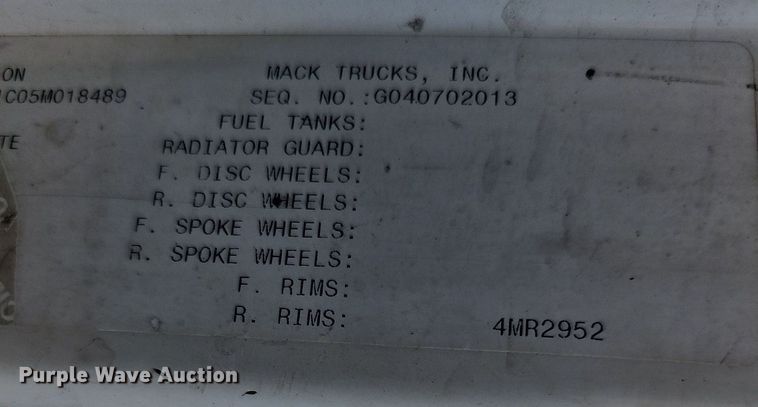 ON MACK TRUCKS, INC.
1C05M018489 SEQ. NO.:G040702013
FUEL TANKS:
TE RADIATOR GUARD:
F. DISC WHEELS:
R. DISC WHEELS:
F. SPOKE WHEELS:
R. SPOKE WHEELS:
F. RIMS:
R. RIMS: 4MR2952
Purple Wave Auction